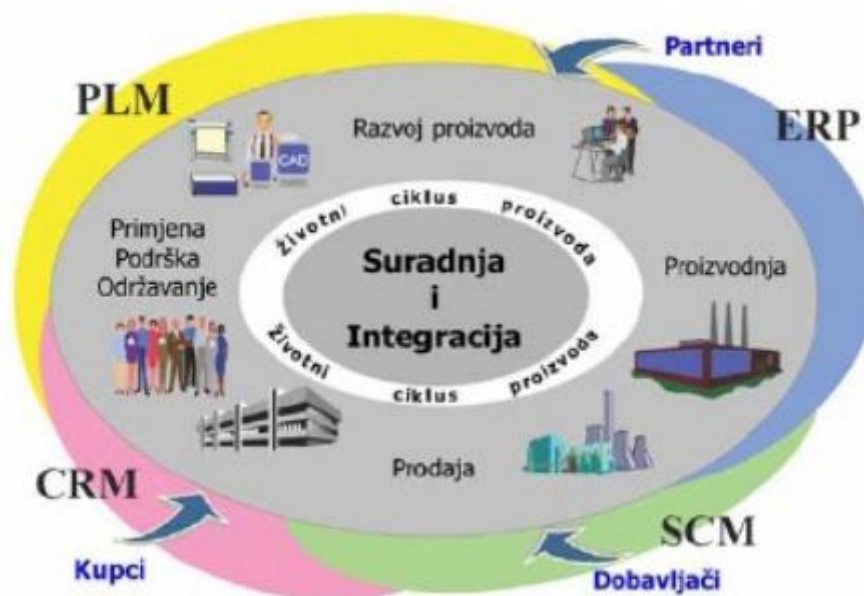 Partneri
PLM
ERP
Razvoj proizvoda
CAD
životni ciklus proizvoda
Primjena
Podrška
Održavanje
Suradnja
i
Integracija
Proizvodnja
životni ciklus proizvoda
Prodaja
CRM
SCM
Kupci
Dobavljači